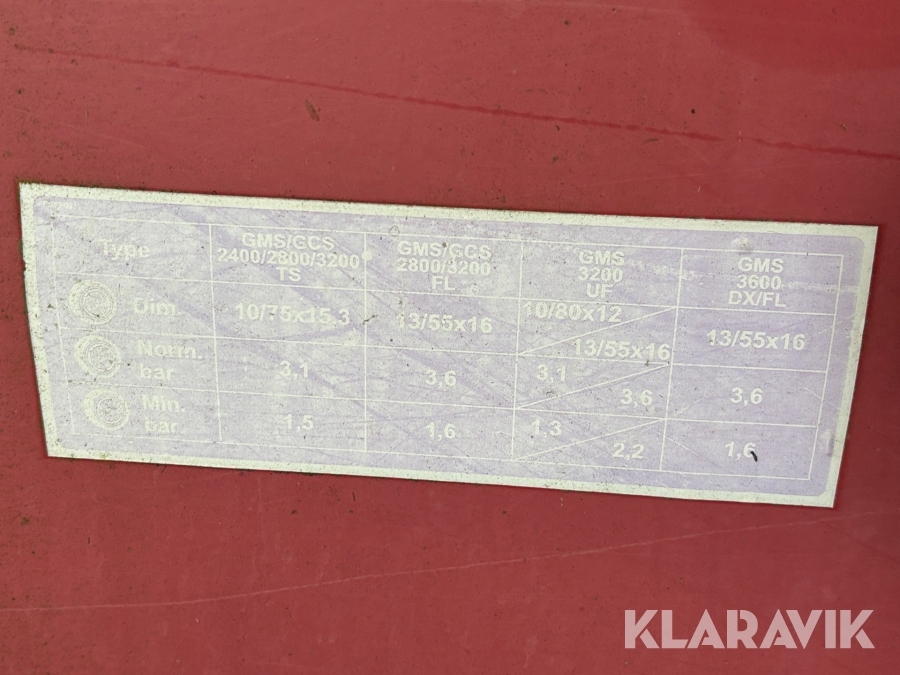 Type GMS/GCS 2400/2800/3200 TS GMS/GCS 2800/3200 FL GMS 3200 UF GMS 3600 DX/FL
Dim. 10/75x15.3 13/55x16 10/80x12 13/55x16 13/55x16
Norm. bar 3,1 3,6 3,1 3,6 3,6
Min. bar. 1,5 1,6 1,3 2,2 1,6
KLARAVIK